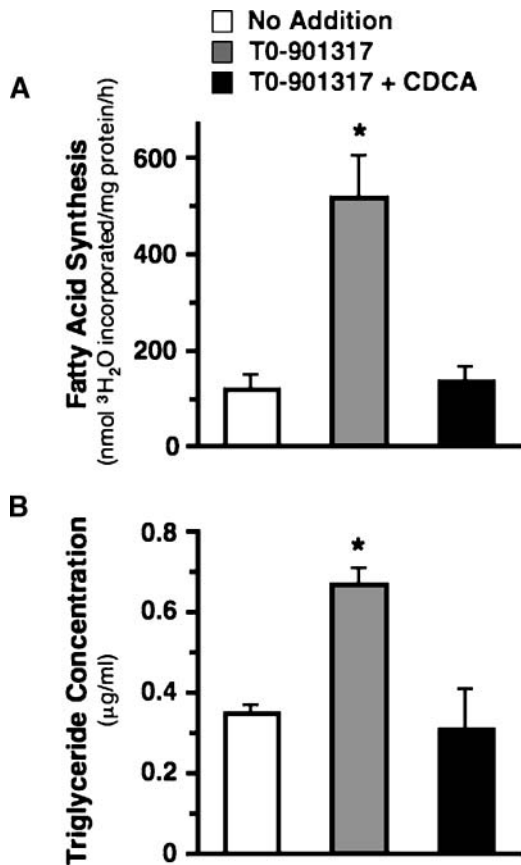 No Addition
T0-901317
T0-901317 + CDCA
A
Fatty Acid Synthesis
(nmol ³H₂O incorporated/mg protein/h)
600
400
200
0
*
B
Triglyceride Concentration
(µg/ml)
0.8
0.6
0.4
0.2
0
*